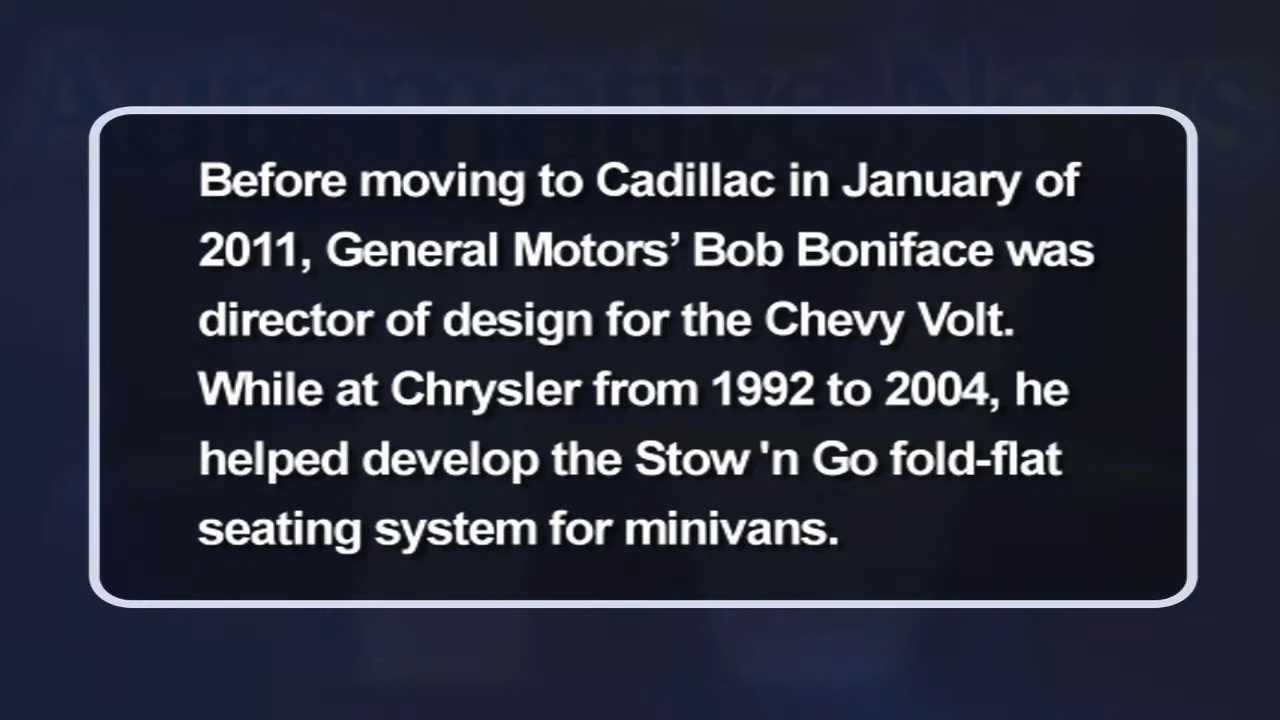 Automotive News
Before moving to Cadillac in January of
2011, General Motors’ Bob Boniface was
director of design for the Chevy Volt.
While at Chrysler from 1992 to 2004, he
helped develop the Stow 'n Go fold-flat
seating system for minivans.